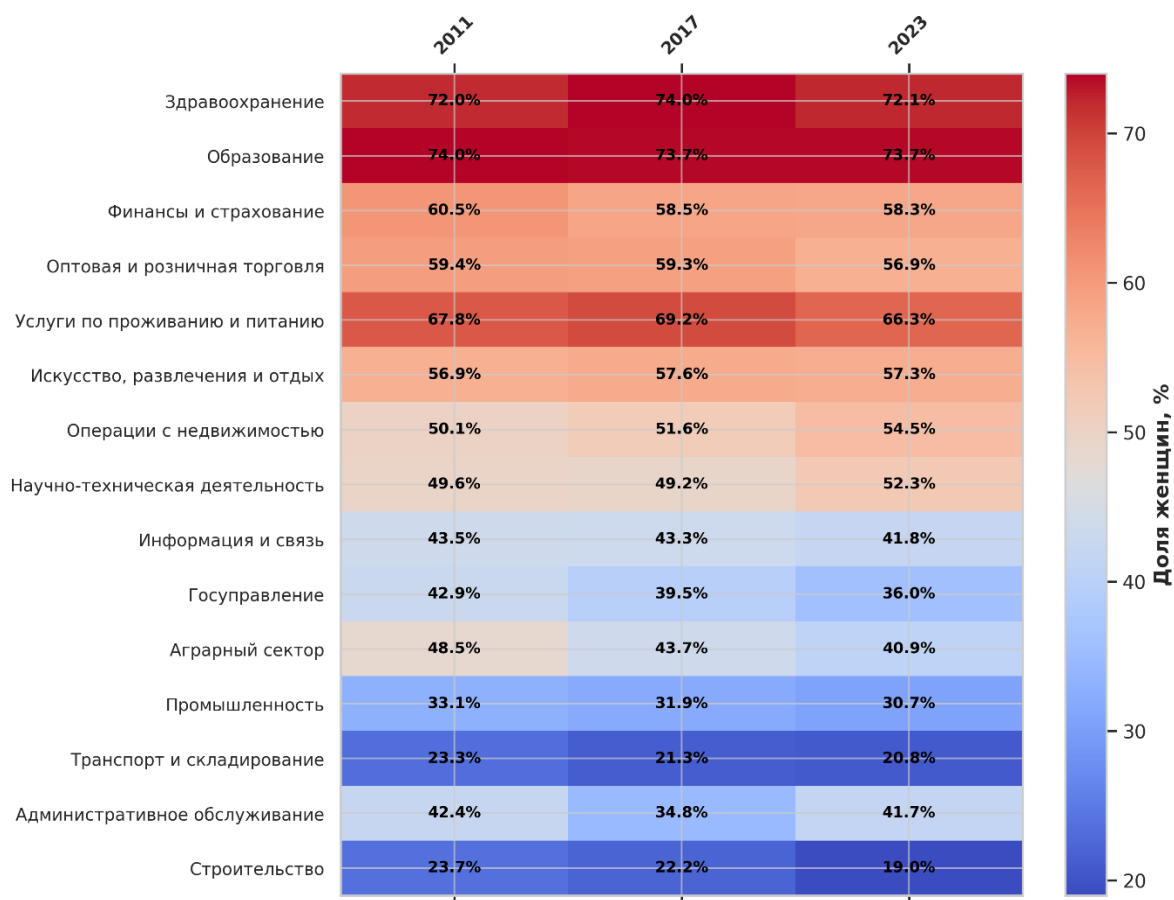 2011 2017 2023
Здравоохранение 72.0% 74.0% 72.1%
Образование 74.0% 73.7% 73.7%
Финансы и страхование 60.5% 58.5% 58.3%
Оптовая и розничная торговля 59.4% 59.3% 56.9%
Услуги по проживанию и питанию 67.8% 69.2% 66.3%
Искусство, развлечения и отдых 56.9% 57.6% 57.3%
Операции с недвижимостью 50.1% 51.6% 54.5%
Научно-техническая деятельность 49.6% 49.2% 52.3%
Информация и связь 43.5% 43.3% 41.8%
Госуправление 42.9% 39.5% 36.0%
Аграрный сектор 48.5% 43.7% 40.9%
Промышленность 33.1% 31.9% 30.7%
Транспорт и складирование 23.3% 21.3% 20.8%
Административное обслуживание 42.4% 34.8% 41.7%
Строительство 23.7% 22.2% 19.0%
70
60
50
40
30
20
Доля женщин, %